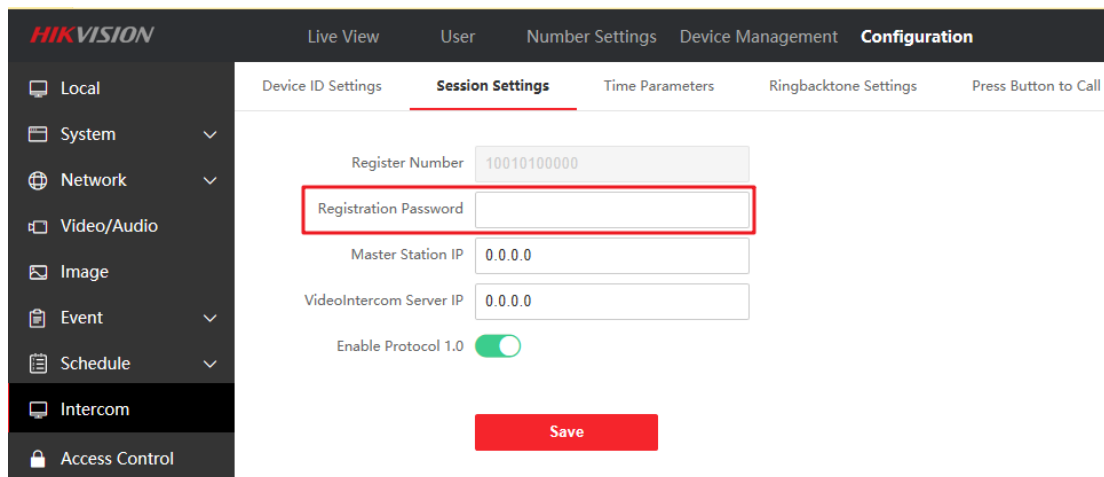 HIKVISION
Live View User Number Settings Device Management Configuration
Local
System
Network
Video/Audio
Image
Event
Schedule
Intercom
Access Control
Device ID Settings Session Settings Time Parameters Ringbacktone Settings Press Button to Call
Register Number 10010100000
Registration Password
Master Station IP 0.0.0.0
VideoIntercom Server IP 0.0.0.0
Enable Protocol 1.0
Save